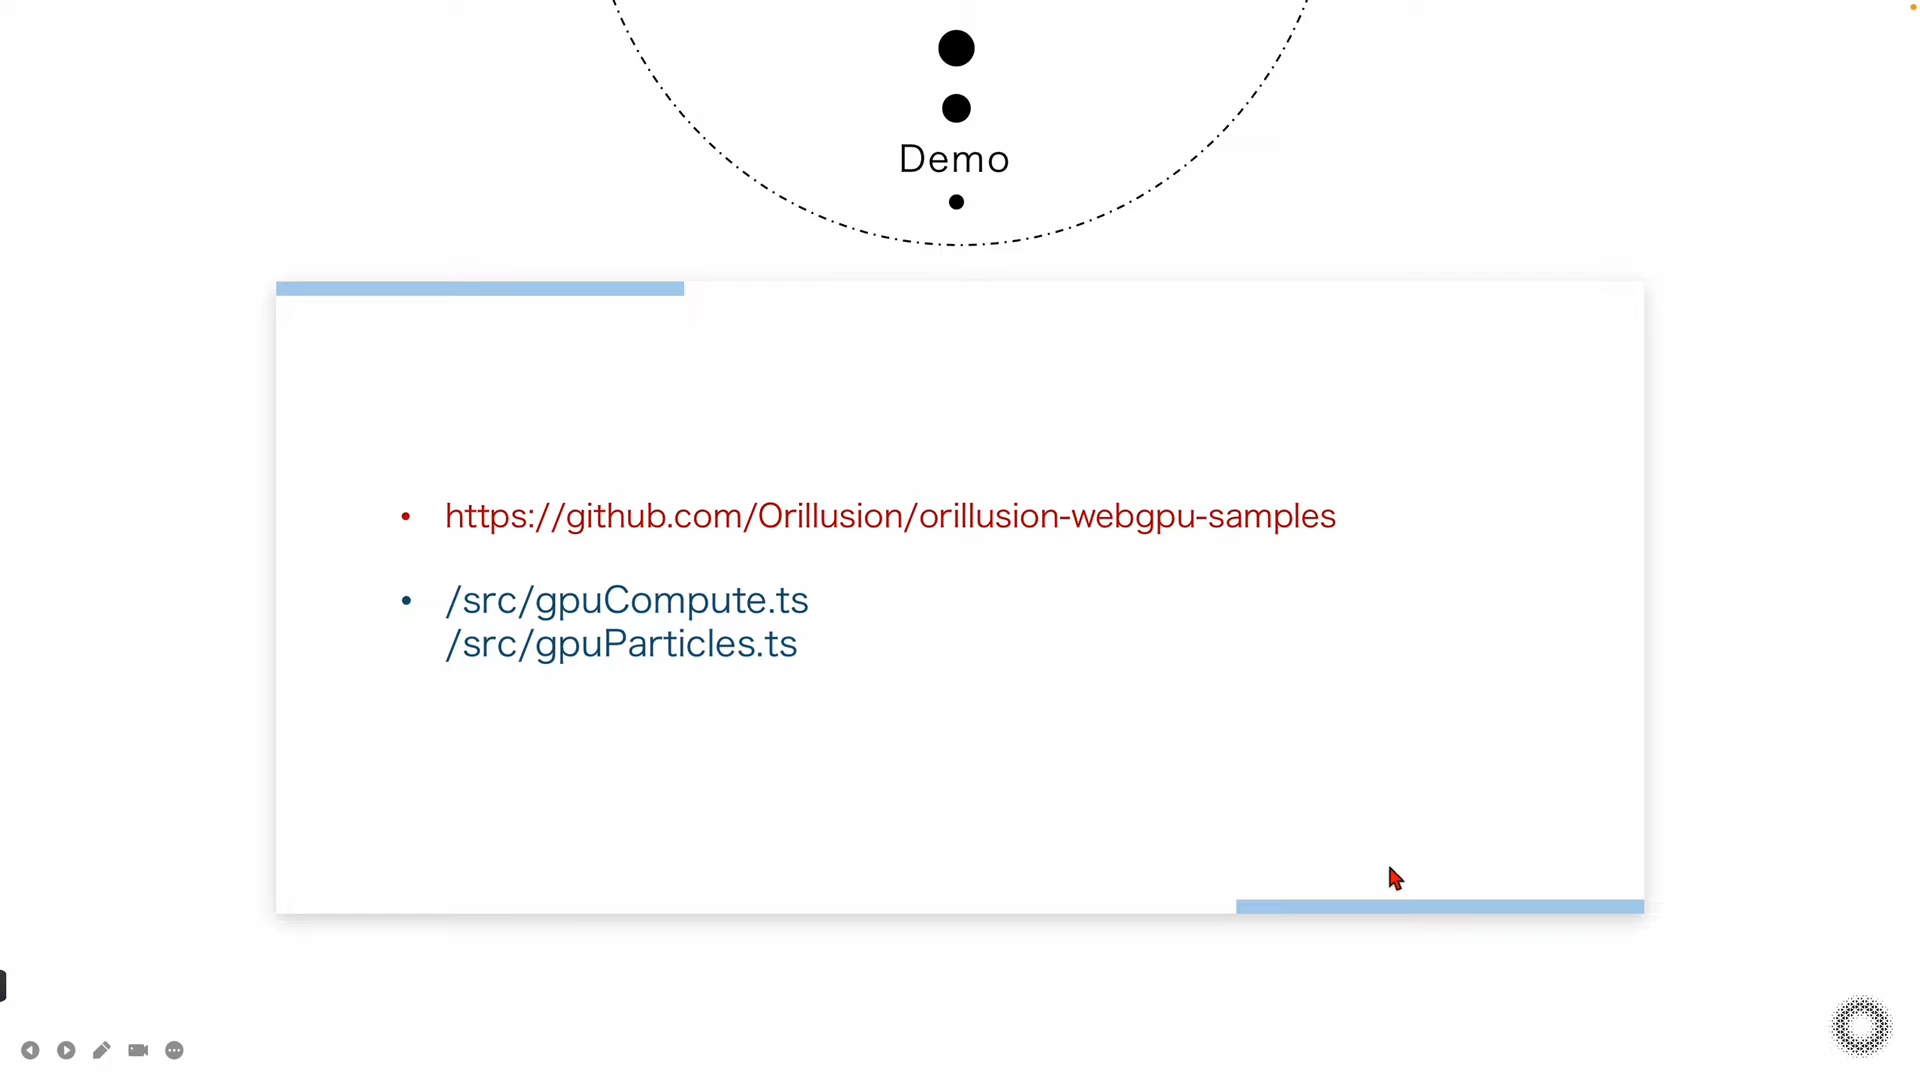 Demo
• https://github.com/Orillusion/orillusion-webgpu-samples
• /src/gpuCompute.ts
/src/gpuParticles.ts